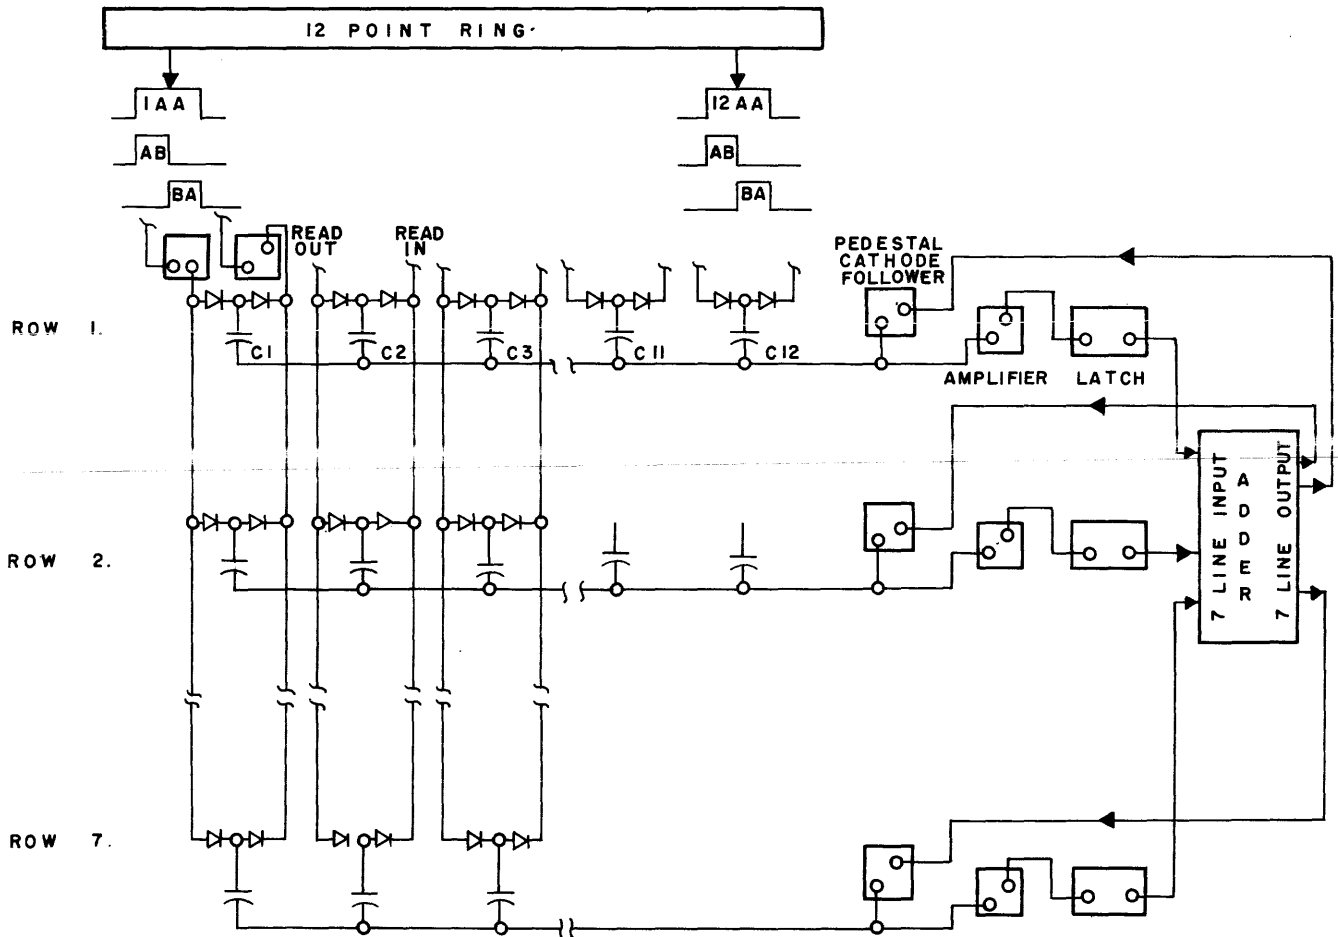 12 POINT RING
1AA
12AA
AB
AB
BA
BA
READ OUT
READ IN
PEDESTAL
CATHODE
FOLLOWER
ROW 1.
C1
C2
C3
C11
C12
AMPLIFIER
LATCH
7 LINE INPUT
ADDER
7 LINE OUTPUT
ROW 2.
ROW 7.